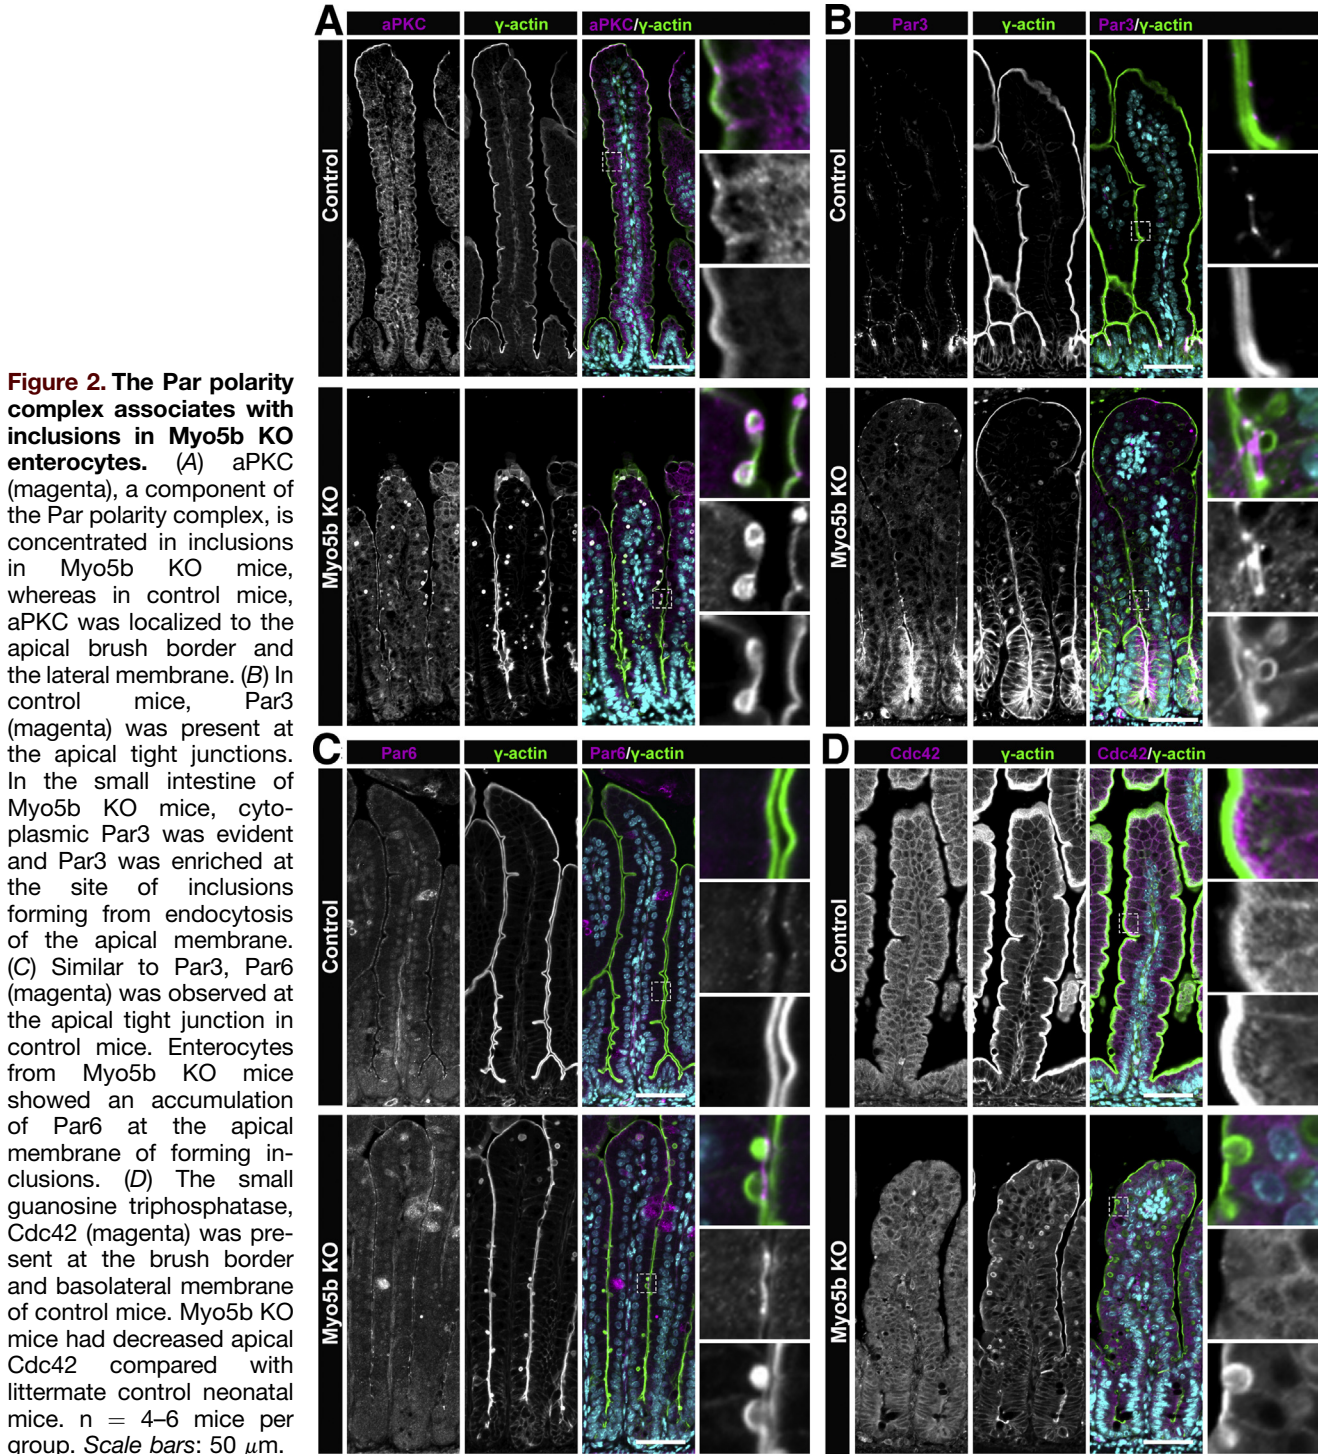 A
aPKC
γ-actin
aPKC/γ-actin
Control
Myo5b KO
B
Par3
γ-actin
Par3/γ-actin
Control
Myo5b KO
Figure 2. The Par polarity
complex associates with
inclusions in Myo5b KO
enterocytes. (A) aPKC
(magenta), a component of
the Par polarity complex, is
concentrated in inclusions
in Myo5b KO mice,
whereas in control mice,
aPKC was localized to the
apical brush border and
the lateral membrane. (B) In
control mice, Par3
(magenta) was present at
the apical tight junctions.
In the small intestine of
Myo5b KO mice, cyto-
plasmic Par3 was evident
and Par3 was enriched at
the site of inclusions
forming from endocytosis
of the apical membrane.
(C) Similar to Par3, Par6
(magenta) was observed at
the apical tight junction in
control mice. Enterocytes
from Myo5b KO mice
showed an accumulation
of Par6 at the apical
membrane of forming in-
clusions. (D) The small
guanosine triphosphatase,
Cdc42 (magenta) was pre-
sent at the brush border
and basolateral membrane
of control mice. Myo5b KO
mice had decreased apical
Cdc42 compared with
littermate control neonatal
mice. n = 4–6 mice per
group. Scale bars: 50 μm.
C
Par6
γ-actin
Par6/γ-actin
Control
Myo5b KO
D
Cdc42
γ-actin
Cdc42/γ-actin
Control
Myo5b KO